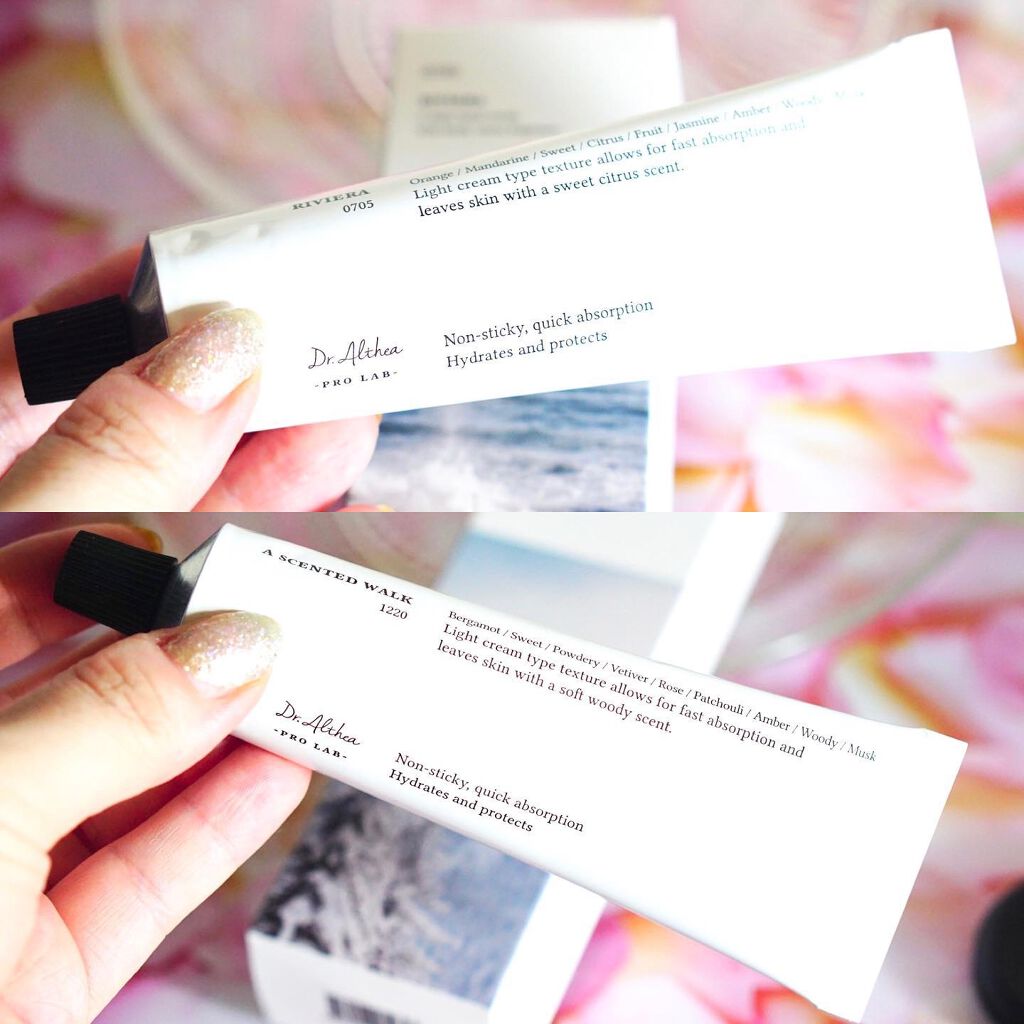 RIVIERA
0705
Orange / Mandarine / Sweet / Citrus / Fruit / Jasmine / Amber / Woody / Musk
Light cream type texture allows for fast absorption and
leaves skin with a sweet citrus scent.
Dr. Althea
-PRO LAB-
Non-sticky, quick absorption
Hydrates and protects
A SCENTED WALK
1220
Bergamot / Sweet / Powdery / Vetiver / Rose / Patchouli / Amber / Woody / Musk
Light cream type texture allows for fast absorption and
leaves skin with a soft woody scent.
Dr. Althea
-PRO LAB-
Non-sticky, quick absorption
Hydrates and protects